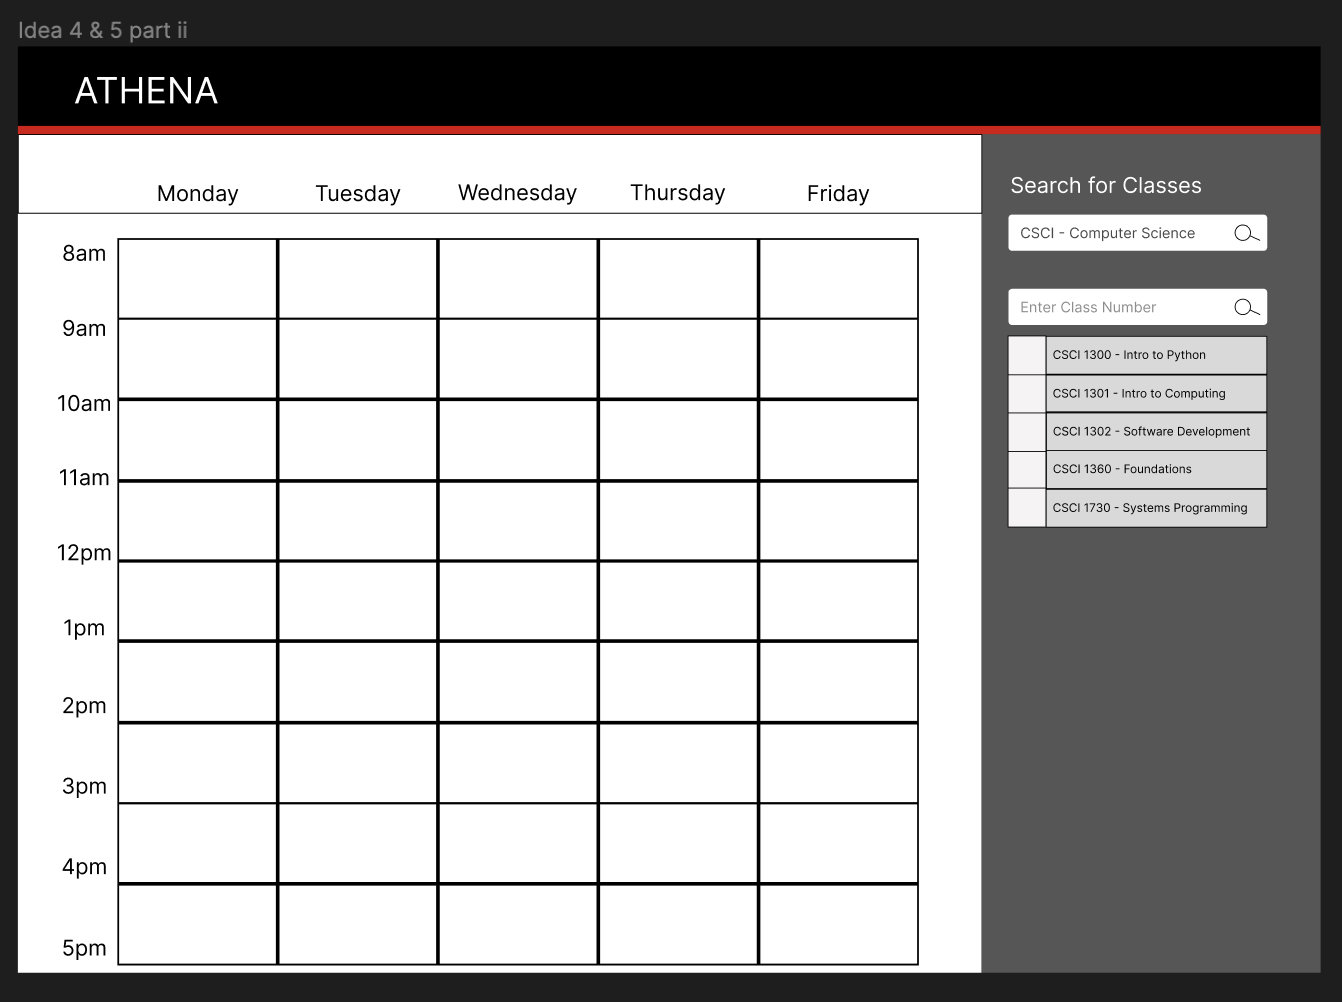 Idea 4 & 5 part ii
ATHENA
Monday Tuesday Wednesday Thursday Friday
8am
9am
10am
11am
12pm
1pm
2pm
3pm
4pm
5pm
Search for Classes
CSCI - Computer Science
Enter Class Number
CSCI 1300 - Intro to Python
CSCI 1301 - Intro to Computing
CSCI 1302 - Software Development
CSCI 1360 - Foundations
CSCI 1730 - Systems Programming